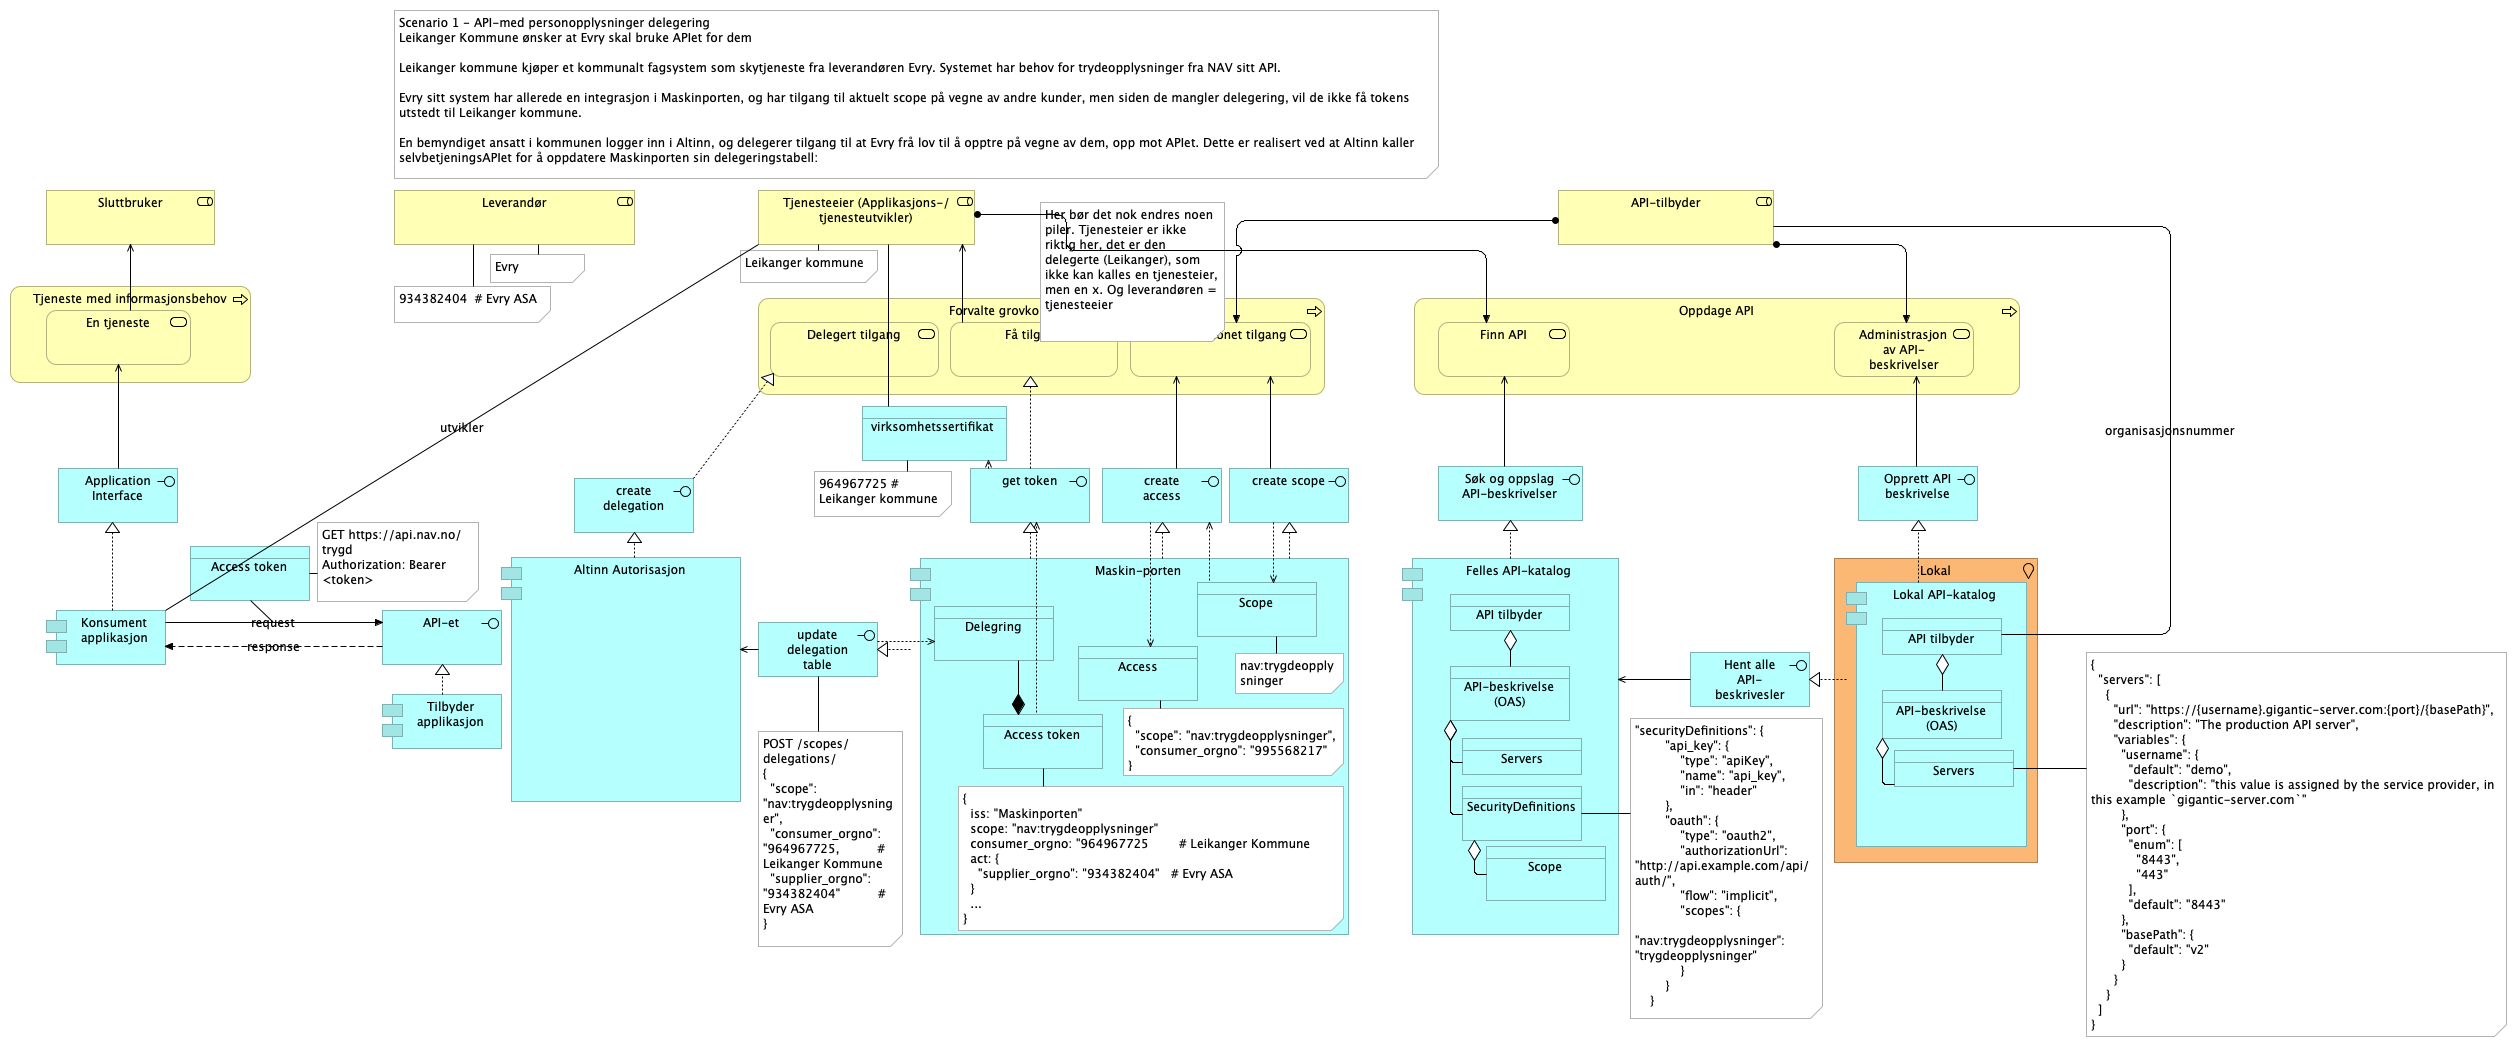 Scenario 1 - API-med personopplysninger delegering
Leikanger Kommune ønsker at Evry skal bruke APIet for dem
Leikanger kommune kjøper et kommunalt fagsystem som skytjeneste fra leverandøren Evry. Systemet har behov for trydeopplysninger fra NAV sitt API.
Evry sitt system har allerede en integrasjon i Maskinporten, og har tilgang til aktuelt scope på vegne av andre kunder, men siden de mangler delegering, vil de ikke få tokens
utstedt til Leikanger kommune.
En bemyndiget ansatt i kommunen logger inn i Altinn, og delegerer tilgang til at Evry frå lov til å opptre på vegne av dem, opp mot APIet. Dette er realisert ved at Altinn kaller
selvbetjeningsAPIet for å oppdatere Maskinporten sin delegeringstabell:
Sluttbruker
Leverandør
Tjenesteeier (Applikasjons-/
tjenesteutvikler)
API-tilbyder
Her bør det nok endres noen
piler. Tjenesteier er ikke
riktig her, det er den
delegerte (Leikanger), som
ikke kan kalles en tjenesteier,
men en x. Og leverandøren =
tjenesteeier
Evry
934382404  # Evry ASA
Leikanger kommune
Tjeneste med informasjonsbehov
En tjeneste
Forvalte grovko
Delegert tilgang
Få tilg
onet tilgang
Oppdage API
Finn API
Administrasjon
av API-
beskrivelser
utvikler
organisasjonsnummer
virksomhetssertifikat
964967725 #
Leikanger kommune
Application
Interface
create
delegation
get token
create
access
create scope
Søk og oppslag
API-beskrivelser
Opprett API
beskrivelse
Access token
GET https://api.nav.no/
trygd
Authorization: Bearer
<token>
Konsument
applikasjon
request
response
API-et
Tilbyder
applikasjon
Altinn Autorisasjon
update
delegation
table
POST /scopes/
delegations/
{
"scope":
"nav:trygdeopplysning
er",
"consumer_orgno":
"964967725,          #
Leikanger Kommune
"supplier_orgno":
"934382404"          #
Evry ASA
}
Maskin-porten
Delegring
Scope
nav:trygdeopply
sninger
Access
{
"scope": "nav:trygdeopplysninger",
"consumer_orgno": "995568217"
}
Access token
{
iss: "Maskinporten"
scope: "nav:trygdeopplysninger"
consumer_orgno: "964967725        # Leikanger Kommune
act: {
"supplier_orgno": "934382404"   # Evry ASA
}
...
}
Felles API-katalog
API tilbyder
API-beskrivelse
(OAS)
Servers
SecurityDefinitions
Scope
Hent alle
API-
beskrivesler
"securityDefinitions": {
"api_key": {
"type": "apiKey",
"name": "api_key",
"in": "header"
},
"oauth": {
"type": "oauth2",
"authorizationUrl":
"http://api.example.com/api/
auth/",
"flow": "implicit",
"scopes": {
"nav:trygdeopplysninger":
"trygdeopplysninger"
}
}
}
Lokal
Lokal API-katalog
API tilbyder
API-beskrivelse
(OAS)
Servers
{
"servers": [
{
"url": "https://{username}.gigantic-server.com:{port}/{basePath}",
"description": "The production API server",
"variables": {
"username": {
"default": "demo",
"description": "this value is assigned by the service provider, in
this example `gigantic-server.com`"
},
"port": {
"enum": [
"8443",
"443"
],
"default": "8443"
},
"basePath": {
"default": "v2"
}
}
}
]
}